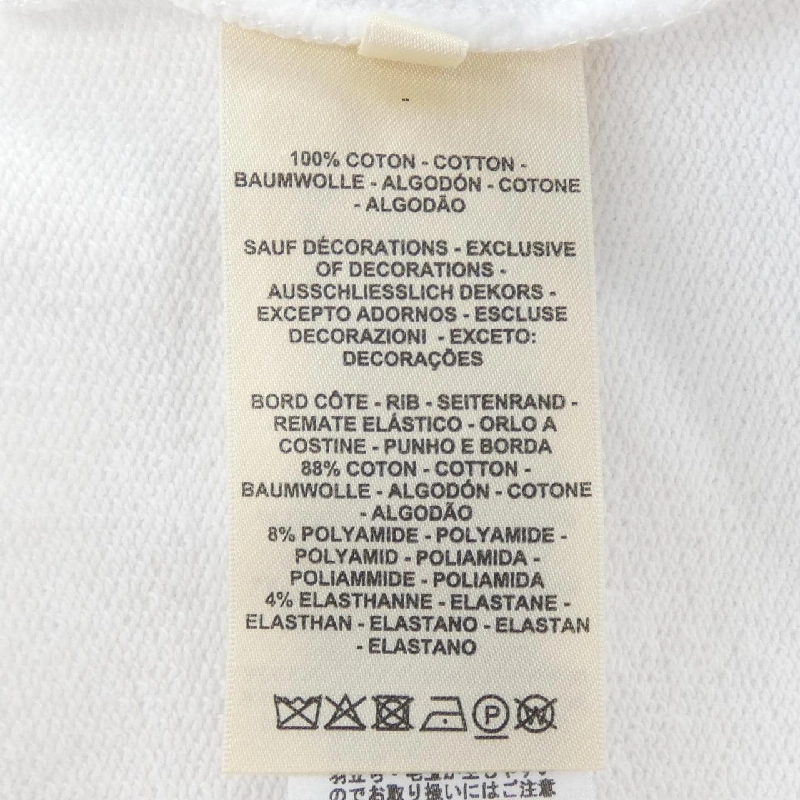 100% COTON - COTTON -
BAUMWOLLE - ALGODÓN - COTONE
- ALGODÃO
SAUF DÉCORATIONS - EXCLUSIVE
OF DECORATIONS -
AUSSCHLIESSLICH DEKORS -
EXCEPTO ADORNOS - ESCLUSE
DECORAZIONI - EXCETO:
DECORAÇÕES
BORD CÔTE - RIB - SEITENRAND -
REMATE ELÁSTICO - ORLO A
COSTINE - PUNHO E BORDA
88% COTON - COTTON -
BAUMWOLLE - ALGODÓN - COTONE
- ALGODÃO
8% POLYAMIDE - POLYAMIDE -
POLYAMID - POLIAMIDA -
POLIAMMIDE - POLIAMIDA
4% ELASTHANNE - ELASTANE -
ELASTHAN - ELASTANO - ELASTAN
- ELASTANO
P W
のでお取り扱いにはご注意